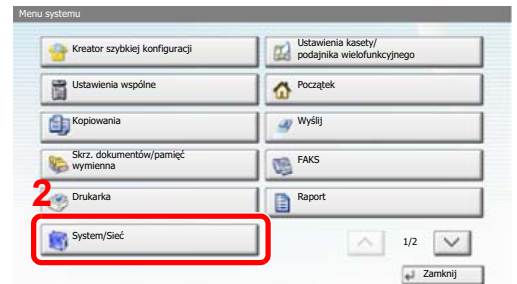 Menu systemu
Kreator szybkiej konfiguracji
Ustawienia kasety/
podajnika wielofunkcyjnego
Ustawienia wspólne
Początek
Kopiowania
Wyślij
Skrz. dokumentów/pamięć
wymienna
FAKS
2
Drukarka
Raport
System/Sieć
1/2
Zamknij